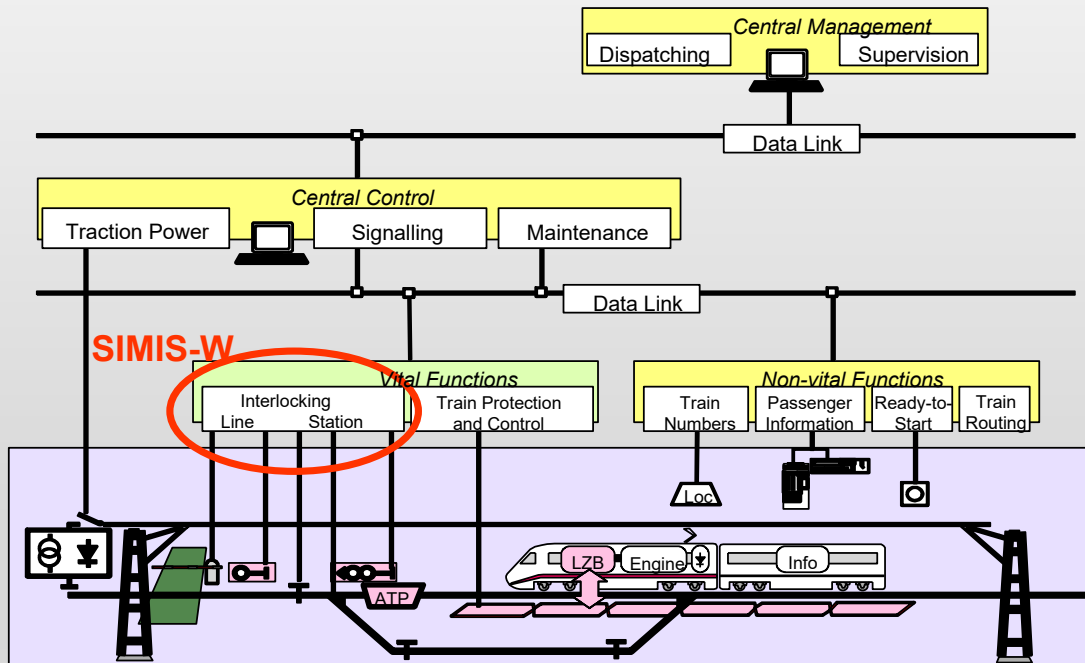 Central Management
Dispatching
Supervision
Data Link
Central Control
Traction Power
Signalling
Maintenance
Data Link
SIMIS-W
Vital Functions
Interlocking
Line Station
Train Protection
and Control
Non-vital Functions
Train
Numbers
Passenger
Information
Ready-to-
Start
Train
Routing
Loc
LZB
Engine
Info
ATP